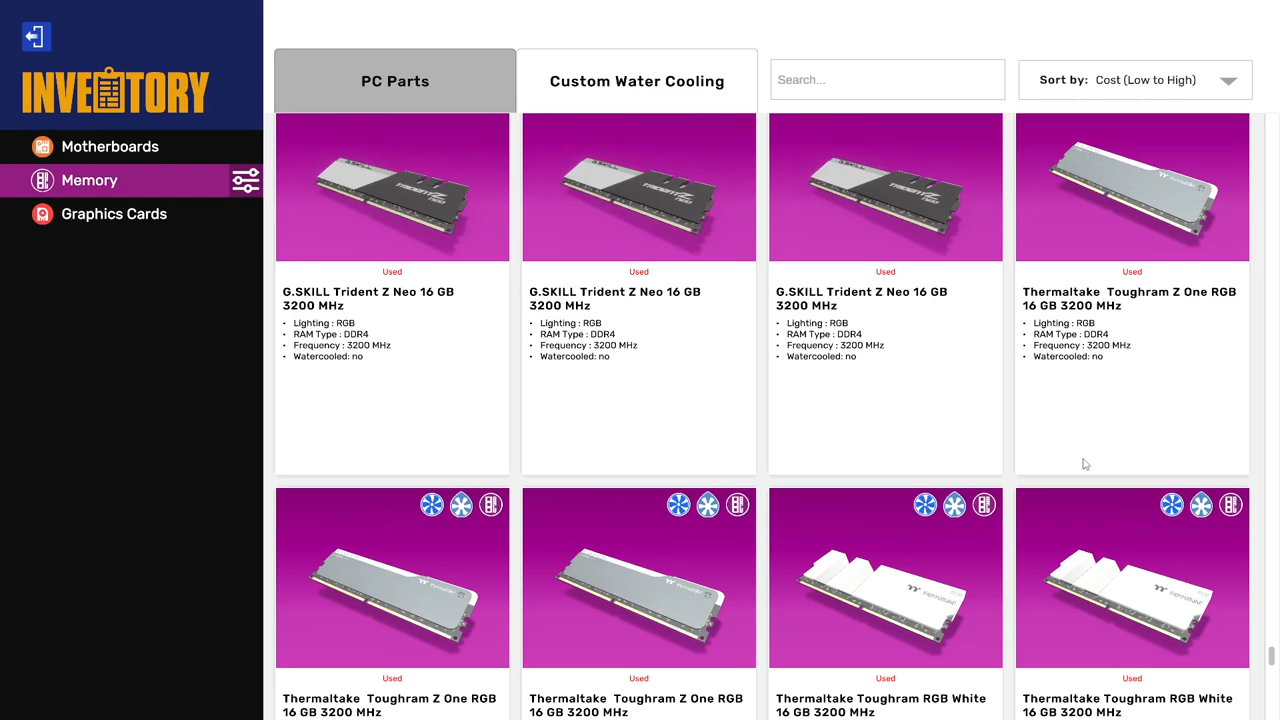 INVENTORY
Motherboards
Memory
Graphics Cards
PC Parts
Custom Water Cooling
Search...
Sort by: Cost (Low to High)
Used
G.SKILL Trident Z Neo 16 GB
3200 MHz
• Lighting : RGB
• RAM Type : DDR4
• Frequency : 3200 MHz
• Watercooled: no
Used
G.SKILL Trident Z Neo 16 GB
3200 MHz
• Lighting : RGB
• RAM Type : DDR4
• Frequency : 3200 MHz
• Watercooled: no
Used
G.SKILL Trident Z Neo 16 GB
3200 MHz
• Lighting : RGB
• RAM Type : DDR4
• Frequency : 3200 MHz
• Watercooled: no
Used
Thermaltake Toughram Z One RGB
16 GB 3200 MHz
• Lighting : RGB
• RAM Type : DDR4
• Frequency : 3200 MHz
• Watercooled: no
Used
Thermaltake Toughram Z One RGB
16 GB 3200 MHz
Used
Thermaltake Toughram Z One RGB
16 GB 3200 MHz
Used
Thermaltake Toughram RGB White
16 GB 3200 MHz
Used
Thermaltake Toughram RGB White
16 GB 3200 MHz